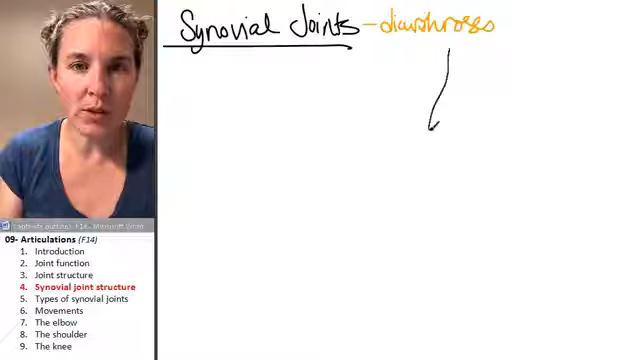 Synovial Joints - diarthroses
09- Articulations (F14)
1. Introduction
2. Joint function
3. Joint structure
4. Synovial joint structure
5. Types of synovial joints
6. Movements
7. The elbow
8. The shoulder
9. The knee